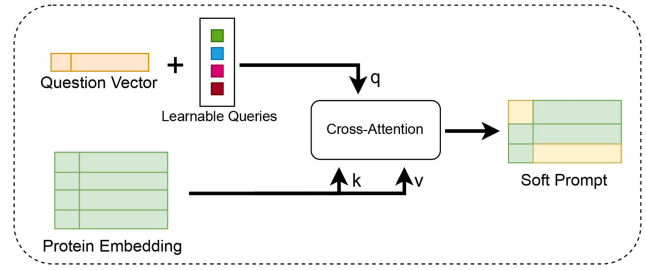 +
Question Vector
Learnable Queries
q
Cross-Attention
k
v
Protein Embedding
Soft Prompt